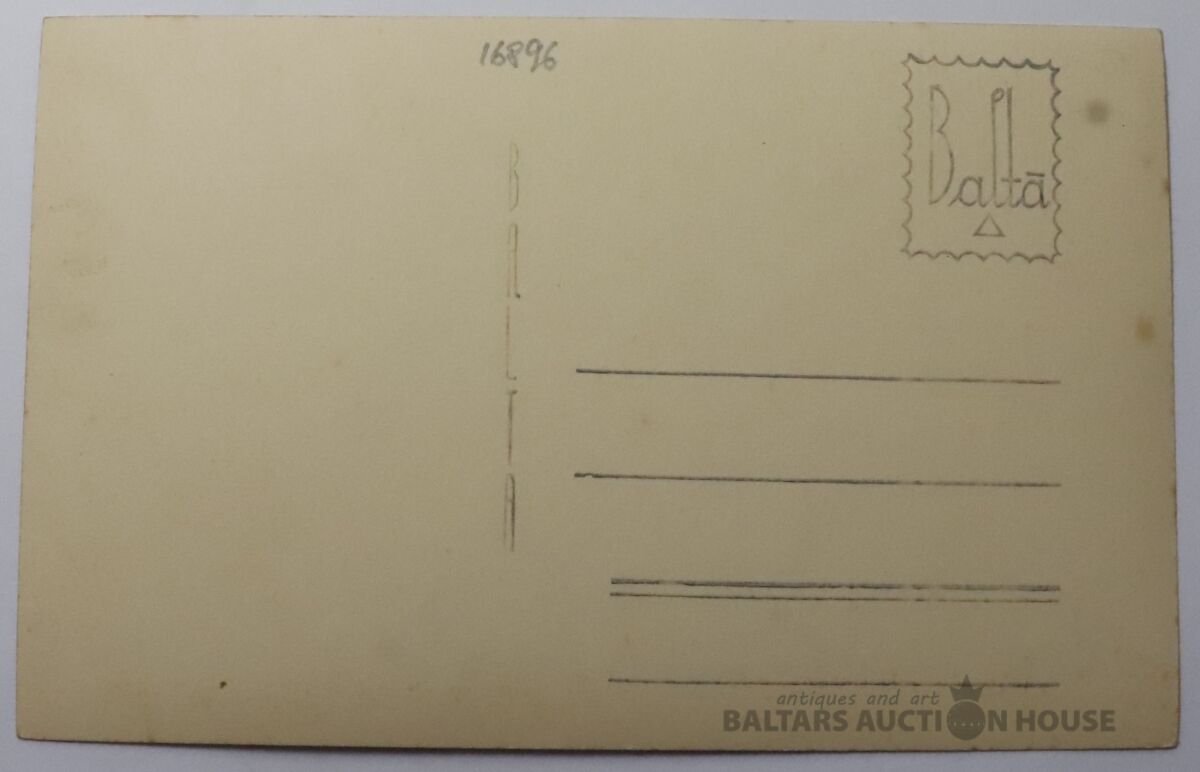 16896
Baltā
BALTA
antiques and art
BALTARS AUCTION HOUSE